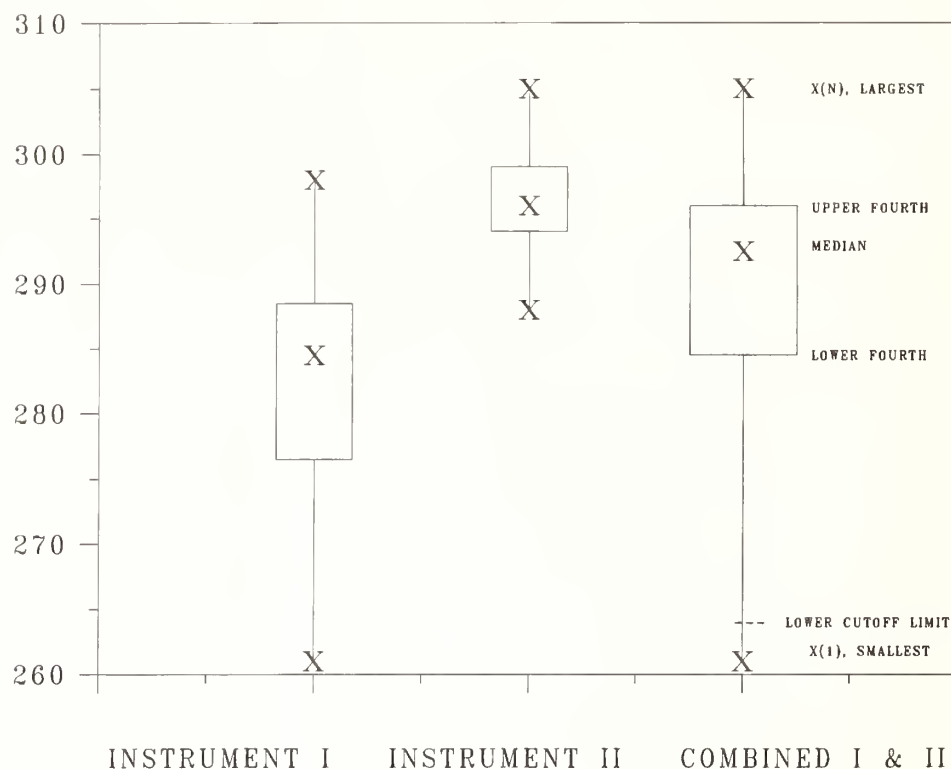 310
X(N), LARGEST
300
UPPER FOURTH
MEDIAN
290
LOWER FOURTH
280
270
LOWER CUTOFF LIMIT
X(1), SMALLEST
260
INSTRUMENT I INSTRUMENT II COMBINED I & II